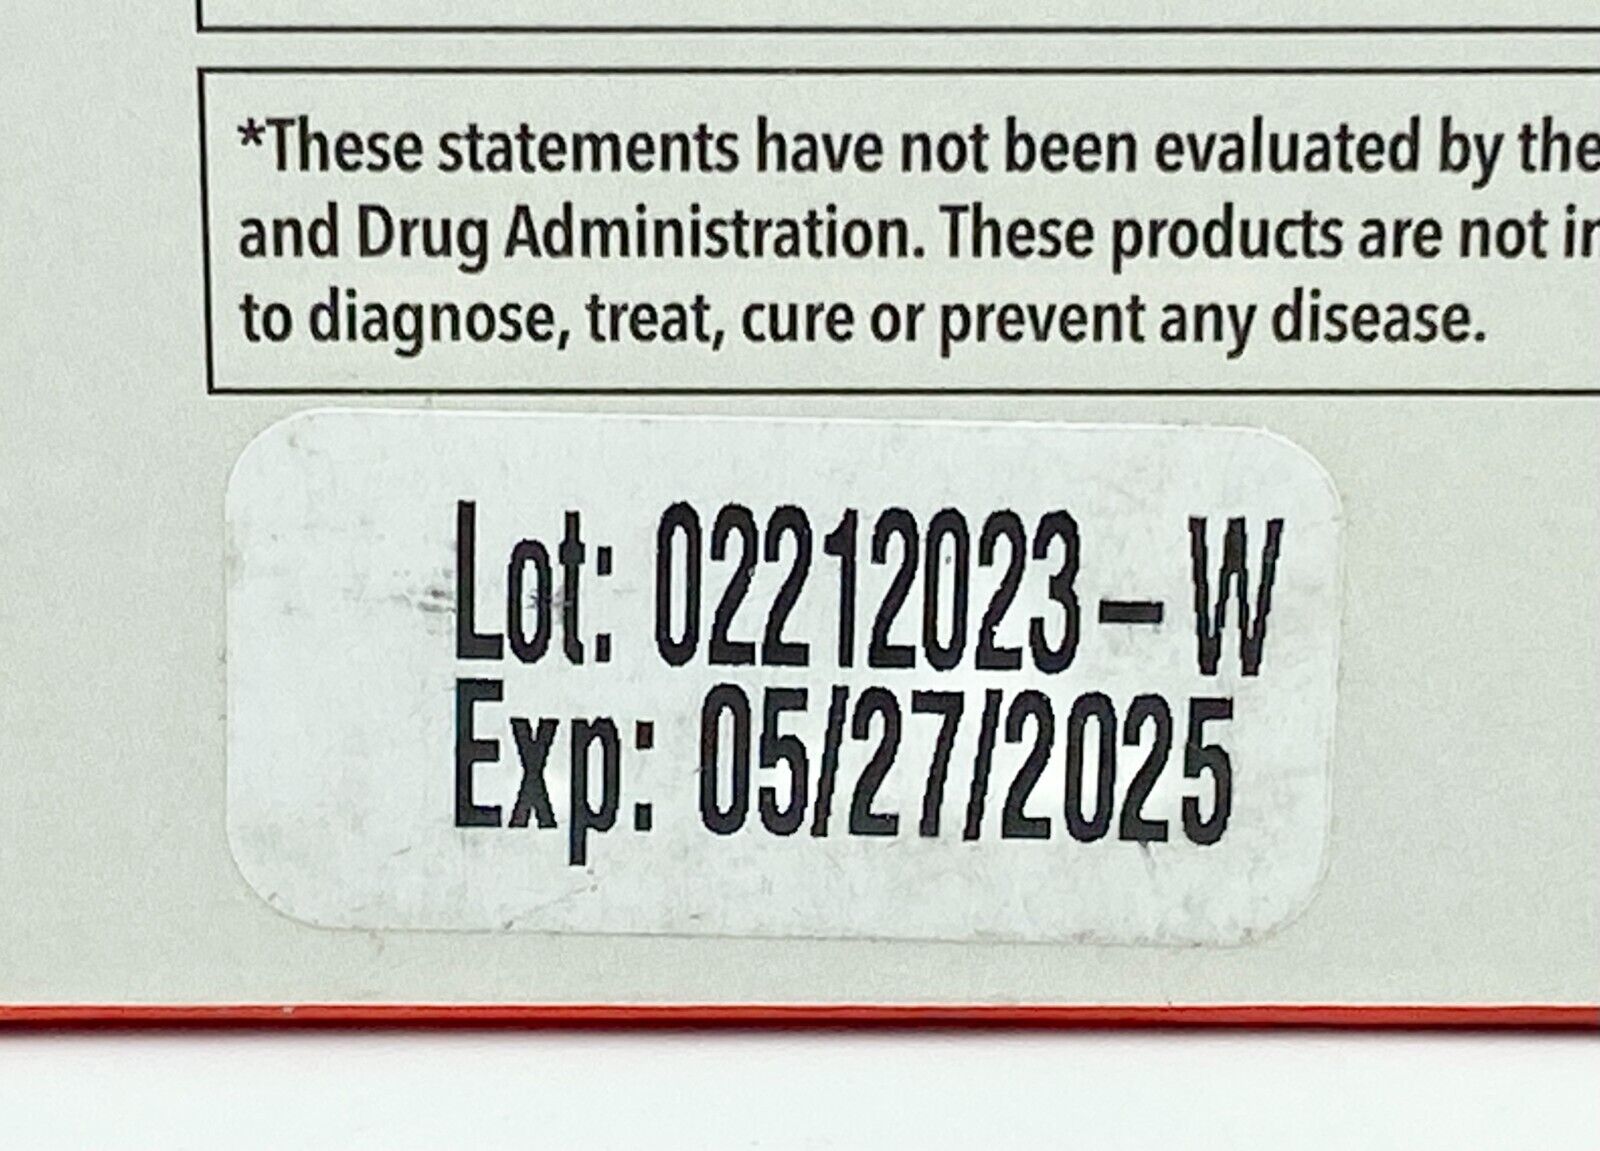 *These statements have not been evaluated by the
and Drug Administration. These products are not
to diagnose, treat, cure or prevent any disease.
Lot: 02212023- W
Exp: 05/27/2025